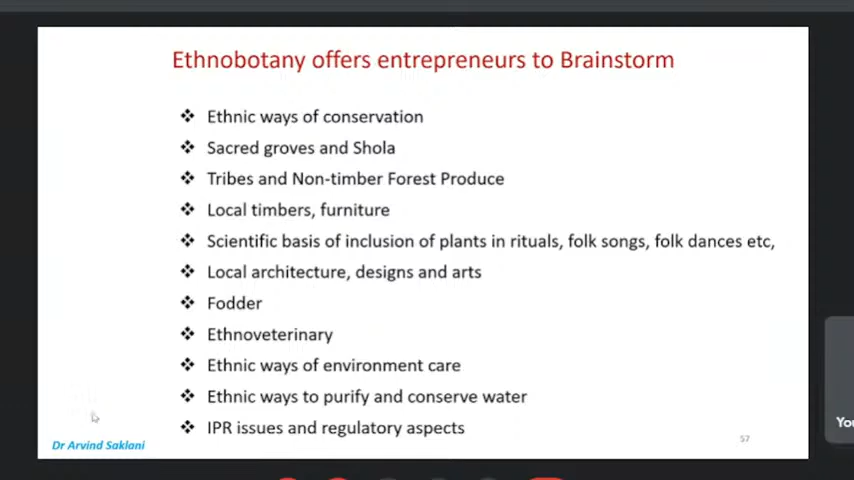 Ethnobotany offers entrepreneurs to Brainstorm
❖ Ethnic ways of conservation
❖ Sacred groves and Shola
❖ Tribes and Non-timber Forest Produce
❖ Local timbers, furniture
❖ Scientific basis of inclusion of plants in rituals, folk songs, folk dances etc,
❖ Local architecture, designs and arts
❖ Fodder
❖ Ethnoveterinary
❖ Ethnic ways of environment care
❖ Ethnic ways to purify and conserve water
❖ IPR issues and regulatory aspects
Dr Arvind Saklani
57